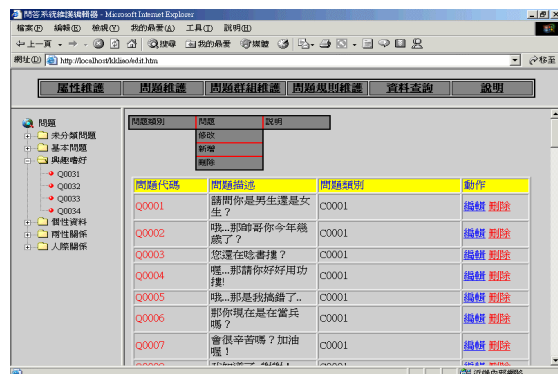 問答系統維護編輯器 - Microsoft Internet Explorer
檔案(F) 編輯(E) 檢視(V) 我的最愛(A) 工具(T) 說明(H)
上一頁 搜尋 我的最愛 媒體
網址(D) http://localhost/kkliao/edit.htm 移至
屬性維護 問題維護 問題群組維護 問題規則維護 資料查詢 說明
問題
未分類問題
基本問題
興趣嗜好
Q0031
Q0032
Q0033
Q0034
個性資料
兩性關係
人際關係
問題類別 問題 說明
修改
新增
刪除
問題代碼 問題描述 問題類別 動作
Q0001 請問你是男生還是女生？ C0001 編輯 刪除
Q0002 哦...那帥哥你今年幾歲了？ C0001 編輯 刪除
Q0003 您還在唸書摟？ C0001 編輯 刪除
Q0004 喔...那請你好好用功摟! C0001 編輯 刪除
Q0005 哦...那是我搞錯了.. C0001 編輯 刪除
Q0006 那你現在是在當兵嗎？ C0001 編輯 刪除
Q0007 會很辛苦嗎？加油喔！ C0001 編輯 刪除